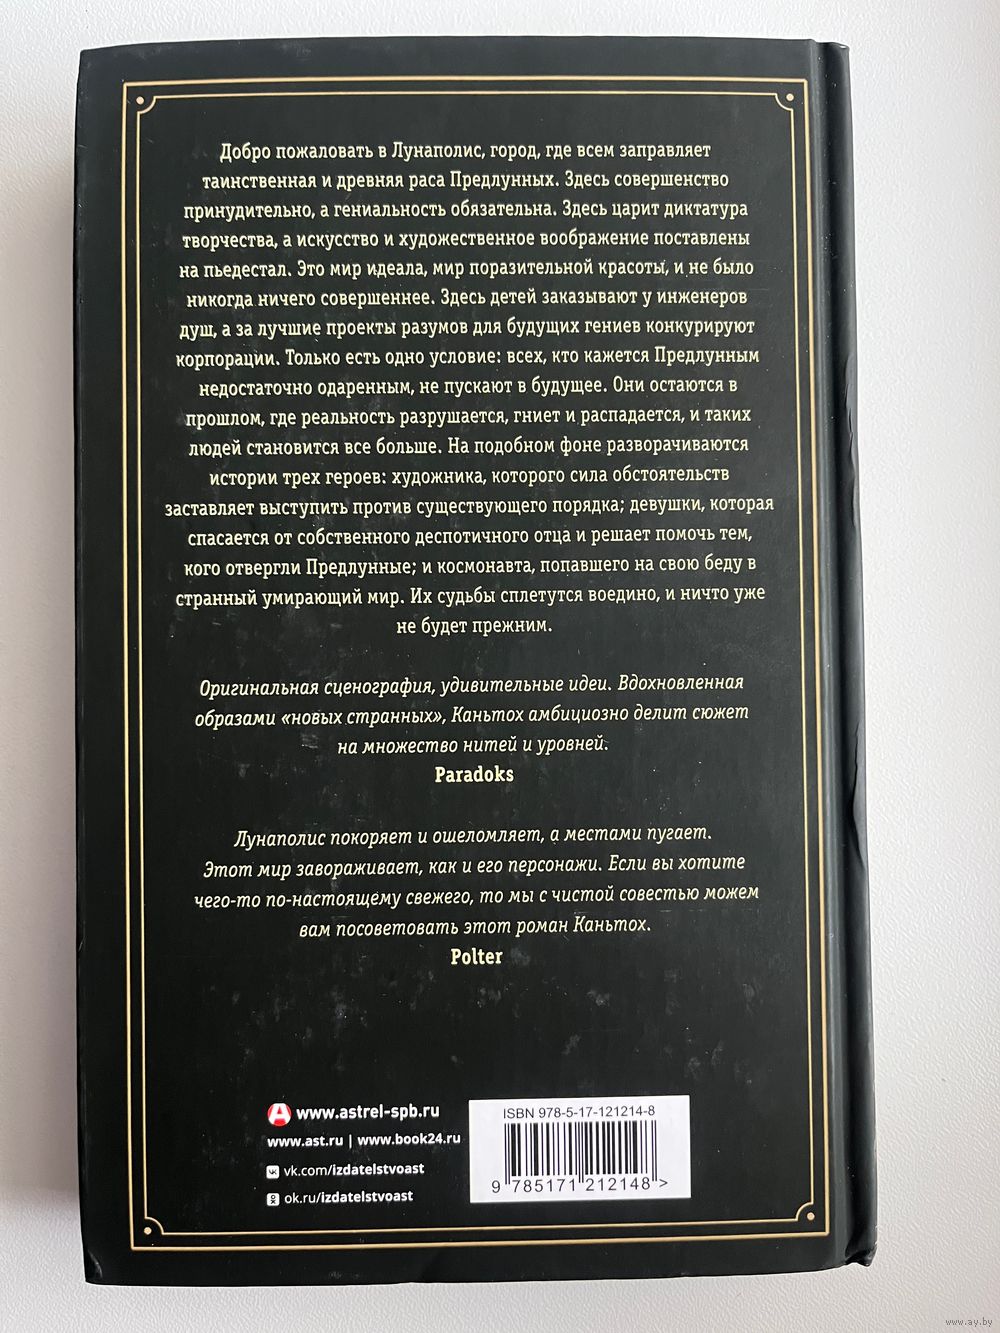 Добро пожаловать в Лунаполис, город, где всем заправляет
таинственная и древняя раса Предлунных. Здесь совершенство
принудительно, а гениальность обязательна. Здесь царит диктатура
творчества, а искусство и художественное воображение поставлены
на пьедестал. Это мир идеала, мир поразительной красоты, и не было
никогда ничего совершеннее. Здесь детей заказывают у инженеров
душ, а за лучшие проекты разумов для будущих гениев конкурируют
корпорации. Только есть одно условие: всех, кто кажется Предлунным
недостаточно одаренным, не пускают в будущее. Они остаются в
прошлом, где реальность разрушается, гниет и распадается, и таких
людей становится все больше. На подобном фоне разворачиваются
истории трех героев: художника, которого сила обстоятельств
заставляет выступить против существующего порядка; девушки, которая
спасается от собственного деспотичного отца и решает помочь тем,
кого отвергли Предлунные; и космонавта, попавшего на свою беду в
странный умирающий мир. Их судьбы сплетутся воедино, и ничто уже
не будет прежним.
Оригинальная сценография, удивительные идеи. Вдохновленная
образами «новых странных», Каньтох амбициозно делит сюжет
на множество нитей и уровней.
Paradoks
Лунаполис покоряет и ошеломляет, а местами пугает.
Этот мир завораживает, как и его персонажи. Если вы хотите
чего-то по-настоящему свежего, то мы с чистой совестью можем
вам посоветовать этот роман Каньтох.
Polter
www.astrel-spb.ru
www.ast.ru | www.book24.ru
vk.com/izdatelstvoast
ok.ru/izdatelstvoast
ISBN 978-5-17-121214-8
9 785171 212148 >
www.ay.by